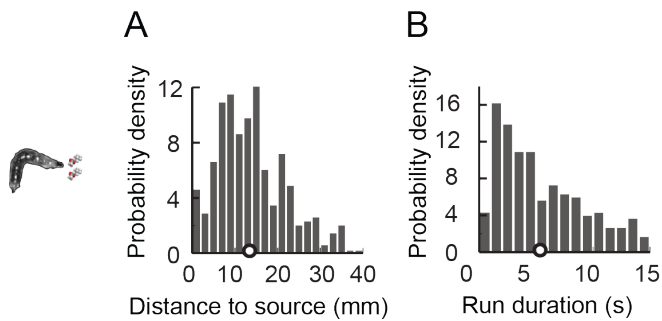 A
Probability density
12
8
4
0
0 10 20 30 40
Distance to source (mm)
B
Probability density
16
12
8
4
0
0 5 10 15
Run duration (s)